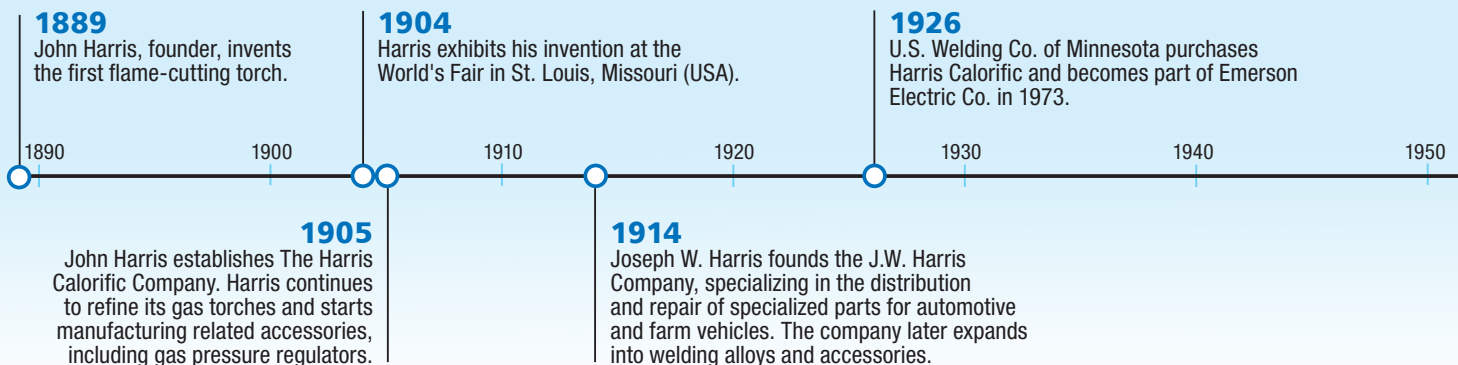 1889
John Harris, founder, invents
the first flame-cutting torch.
1904
Harris exhibits his invention at the
World's Fair in St. Louis, Missouri (USA).
1926
U.S. Welding Co. of Minnesota purchases
Harris Calorific and becomes part of Emerson
Electric Co. in 1973.
1890
1900
1910
1920
1930
1940
1950
1905
John Harris establishes The Harris
Calorific Company. Harris continues
to refine its gas torches and starts
manufacturing related accessories,
including gas pressure regulators.
1914
Joseph W. Harris founds the J.W. Harris
Company, specializing in the distribution
and repair of specialized parts for automotive
and farm vehicles. The company later expands
into welding alloys and accessories.